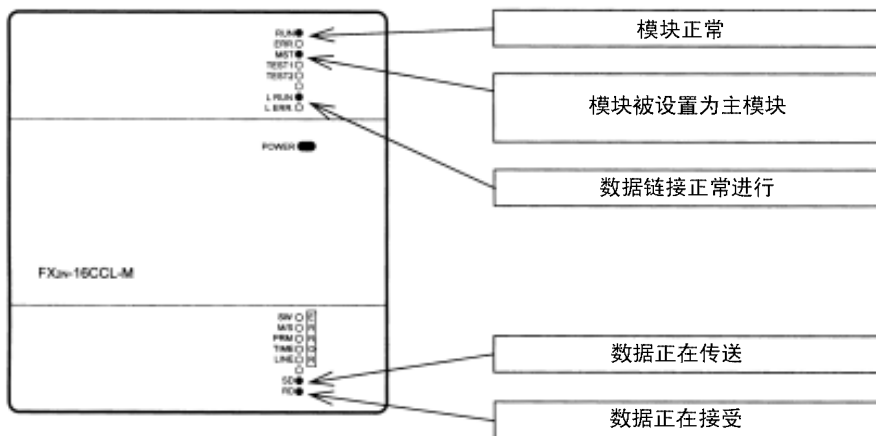 RUN
ERR.
MST
TEST1
TEST2
L RUN
L ERR.
POWER
FX2N-16CCL-M
SW
M/S
PRM
TIME
LINE
ERROR
SD
RD
模块正常
模块被设置为主模块
数据链接正常进行
数据正在传送
数据正在接受